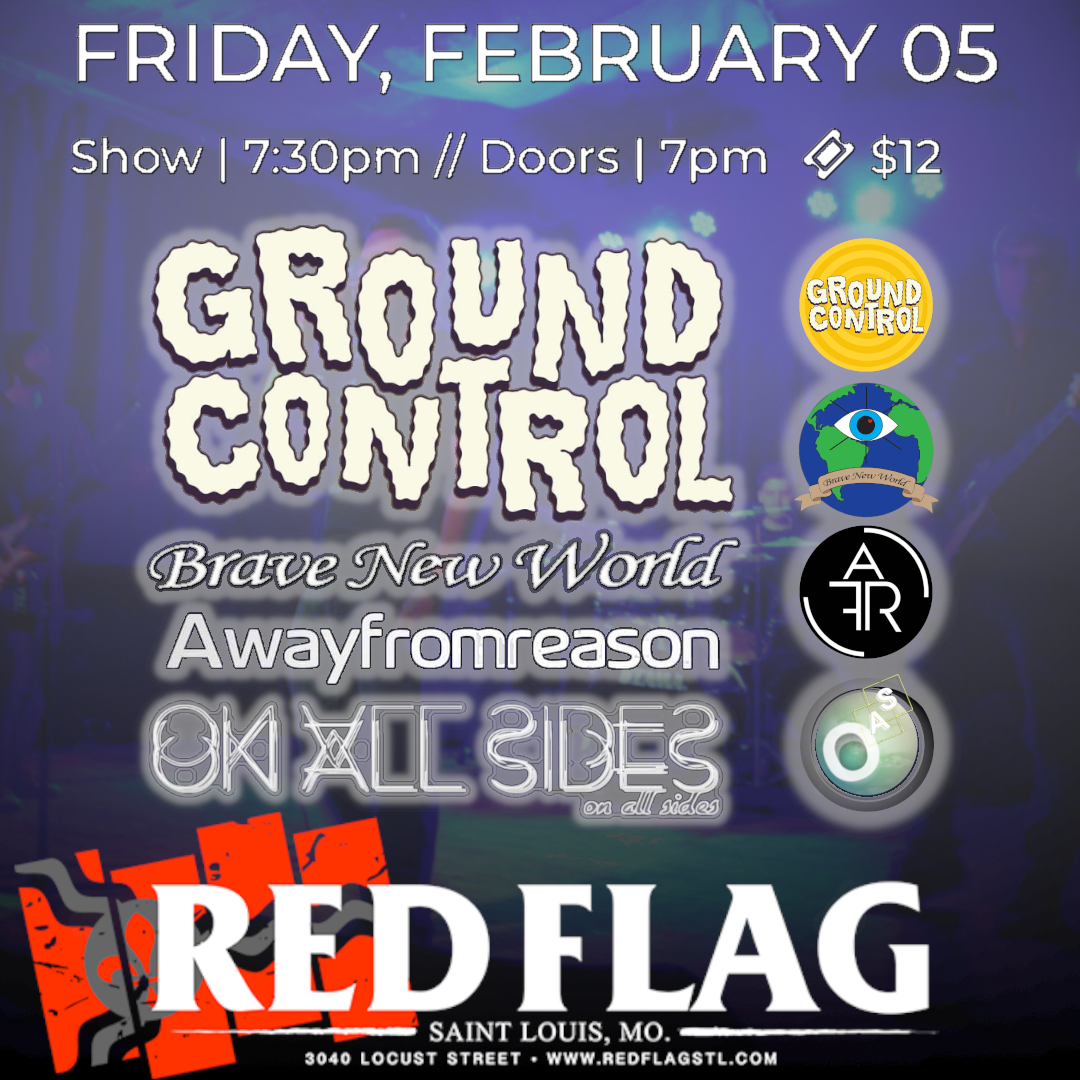 FRIDAY, FEBRUARY 05
Show | 7:30pm // Doors | 7pm $12
GROUND
CONTROL
GROUND
CONTROL
Brave New World
Brave New World
Awayfromreason
AFR
ON ALL SIDES
on all sides
O A S
RED FLAG
SAINT LOUIS, MO.
3040 LOCUST STREET • WWW.REDFLAGSTL.COM